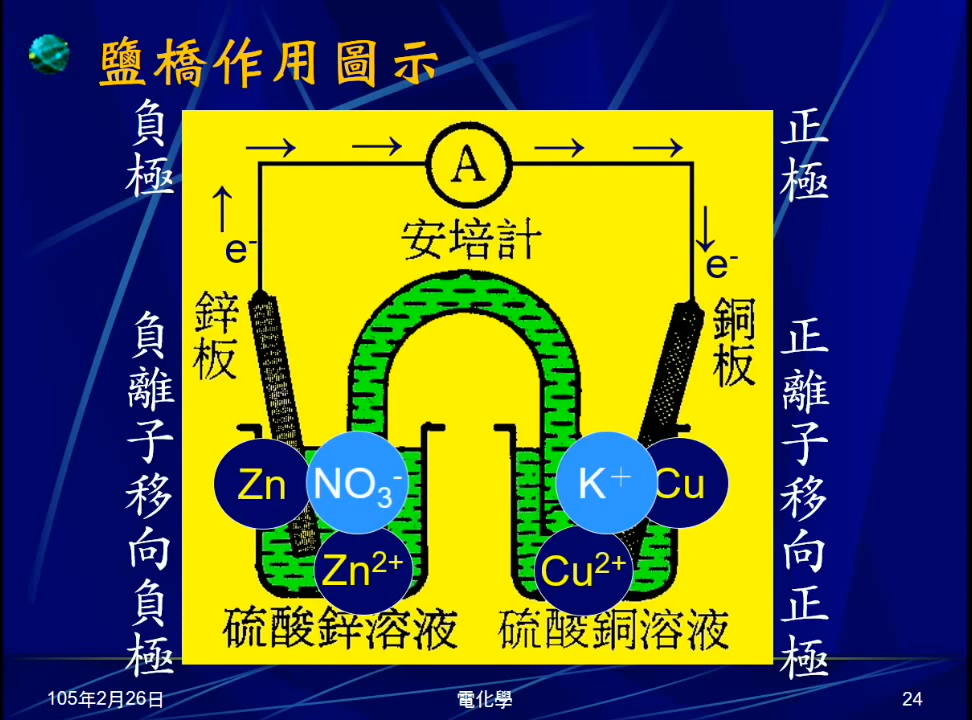 鹽橋作用圖示
負極
正極
→ → A → →
↑ e-
安培計
↓ e-
鋅板
銅板
負離子移向負極
正離子移向正極
Zn NO₃⁻ K⁺ Cu
Zn²⁺ Cu²⁺
硫酸鋅溶液 硫酸銅溶液
105年2月26日 電化學 24